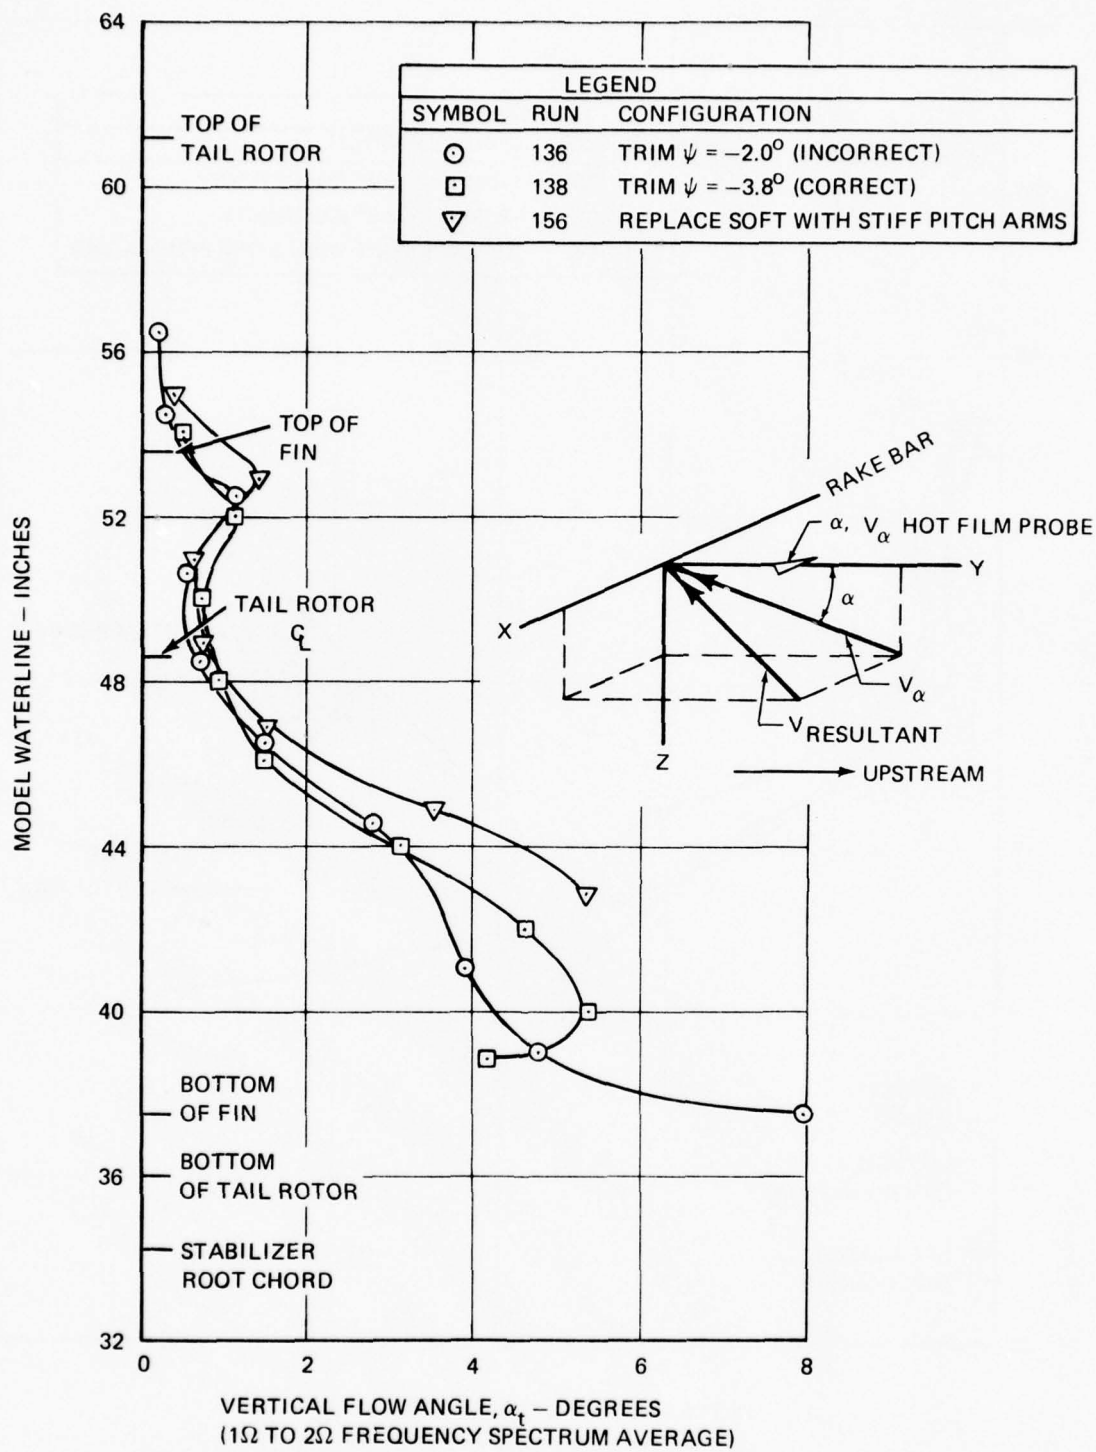 64
LEGEND
SYMBOL RUN CONFIGURATION
136 TRIM ψ = −2.0° (INCORRECT)
138 TRIM ψ = −3.8° (CORRECT)
156 REPLACE SOFT WITH STIFF PITCH ARMS
TOP OF
TAIL ROTOR
60
56
TOP OF
FIN
RAKE BAR
52
α, Vα HOT FILM PROBE
Y
α
TAIL ROTOR
℄
X
48
Vα
V RESULTANT
Z
UPSTREAM
MODEL WATERLINE – INCHES
44
40
BOTTOM
OF FIN
BOTTOM
OF TAIL ROTOR
36
STABILIZER
ROOT CHORD
32
0 2 4 6 8
VERTICAL FLOW ANGLE, αt – DEGREES
(1Ω TO 2Ω FREQUENCY SPECTRUM AVERAGE)